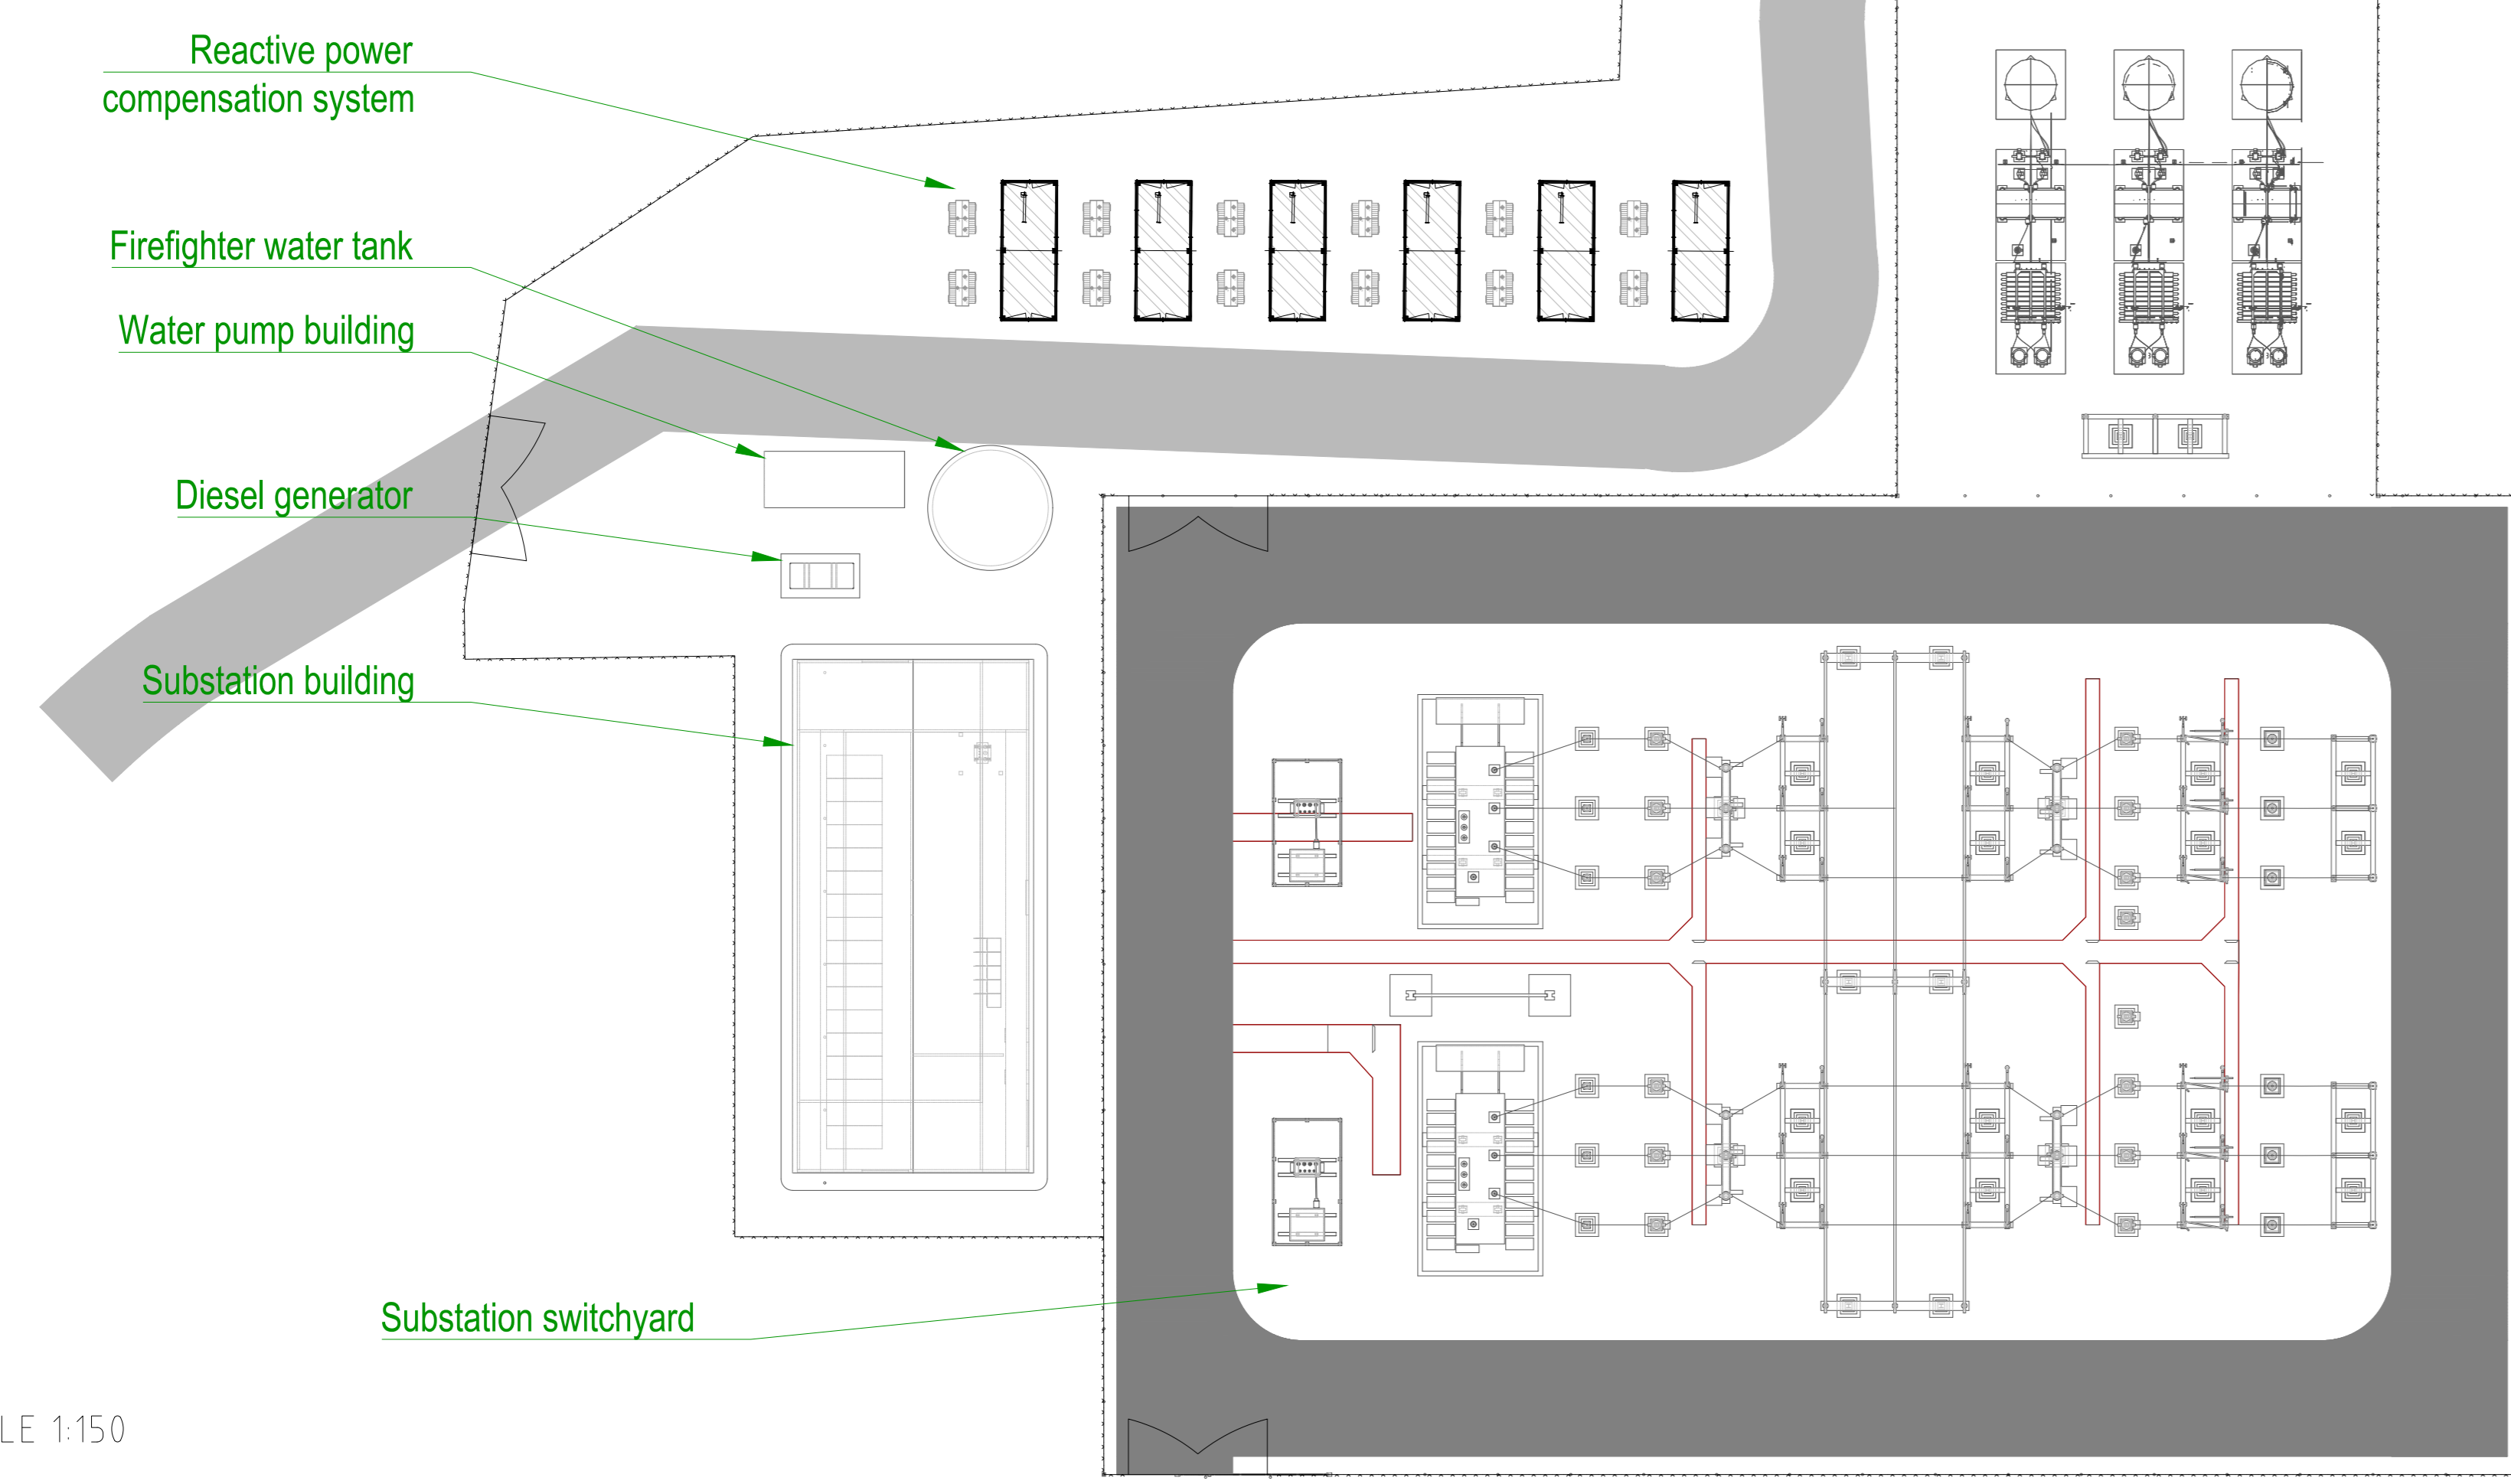 Reactive power
compensation system
Firefighter water tank
Water pump building
Diesel generator
Substation building
Substation switchyard
LE 1:150